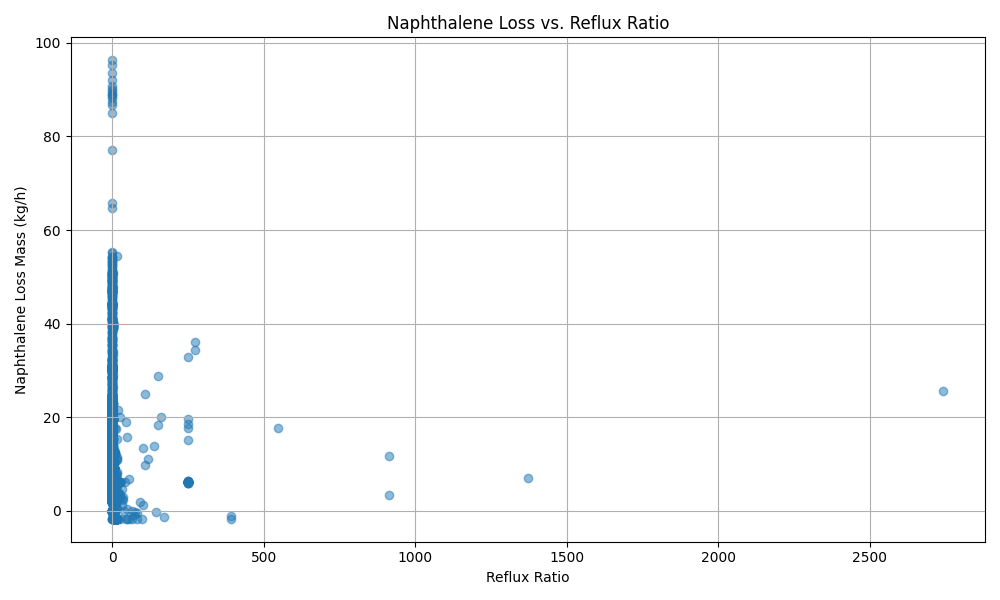 Naphthalene Loss vs. Reflux Ratio
Naphthalene Loss Mass (kg/h)
100
80
60
40
20
0
0 500 1000 1500 2000 2500
Reflux Ratio